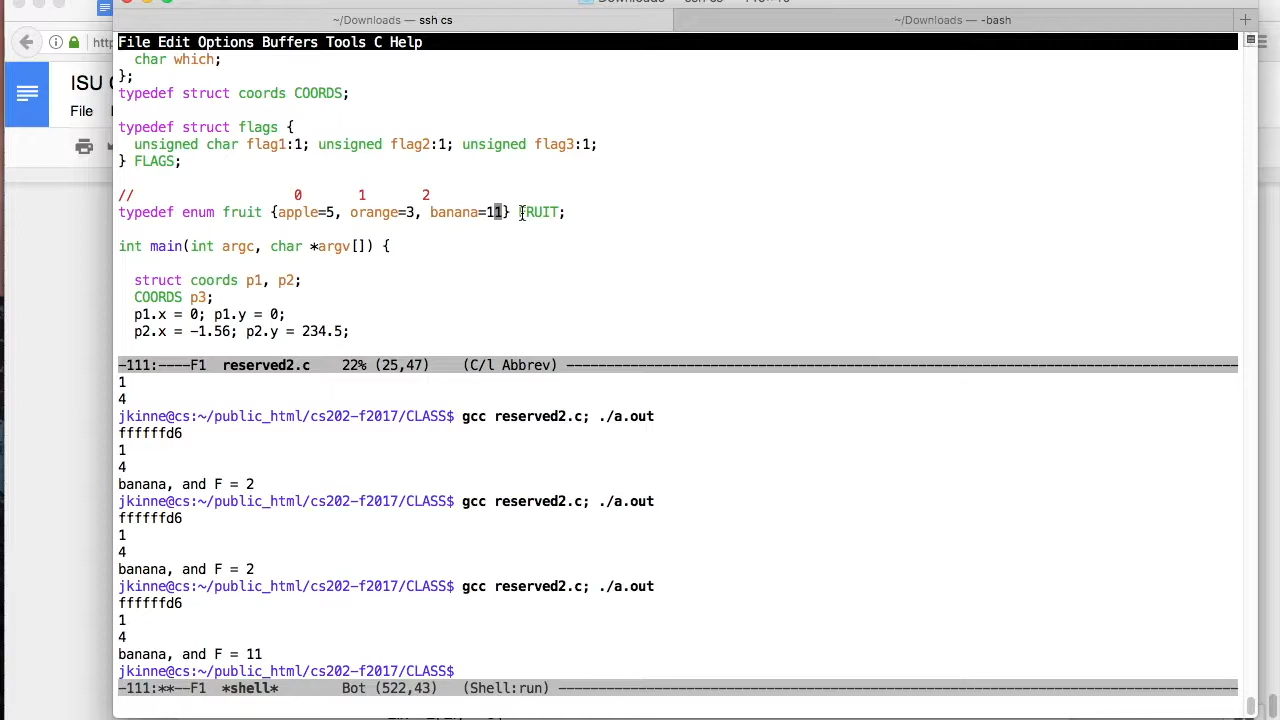 ~/Downloads — ssh cs
~/Downloads — -bash
File Edit Options Buffers Tools C Help
char which;
};
typedef struct coords COORDS;
typedef struct flags {
unsigned char flag1:1; unsigned flag2:1; unsigned flag3:1;
} FLAGS;
// 0 1 2
typedef enum fruit {apple=5, orange=3, banana=11} FRUIT;
int main(int argc, char *argv[]) {
struct coords p1, p2;
COORDS p3;
p1.x = 0; p1.y = 0;
p2.x = -1.56; p2.y = 234.5;
-111:----F1 reserved2.c 22% (25,47) (C/l Abbrev)
1
4
jkinne@cs:~/public_html/cs202-f2017/CLASS$ gcc reserved2.c; ./a.out
ffffffd6
1
4
banana, and F = 2
jkinne@cs:~/public_html/cs202-f2017/CLASS$ gcc reserved2.c; ./a.out
ffffffd6
1
4
banana, and F = 2
jkinne@cs:~/public_html/cs202-f2017/CLASS$ gcc reserved2.c; ./a.out
ffffffd6
1
4
banana, and F = 11
jkinne@cs:~/public_html/cs202-f2017/CLASS$
-111:**--F1 *shell* Bot (522,43) (Shell:run)
ISU
File